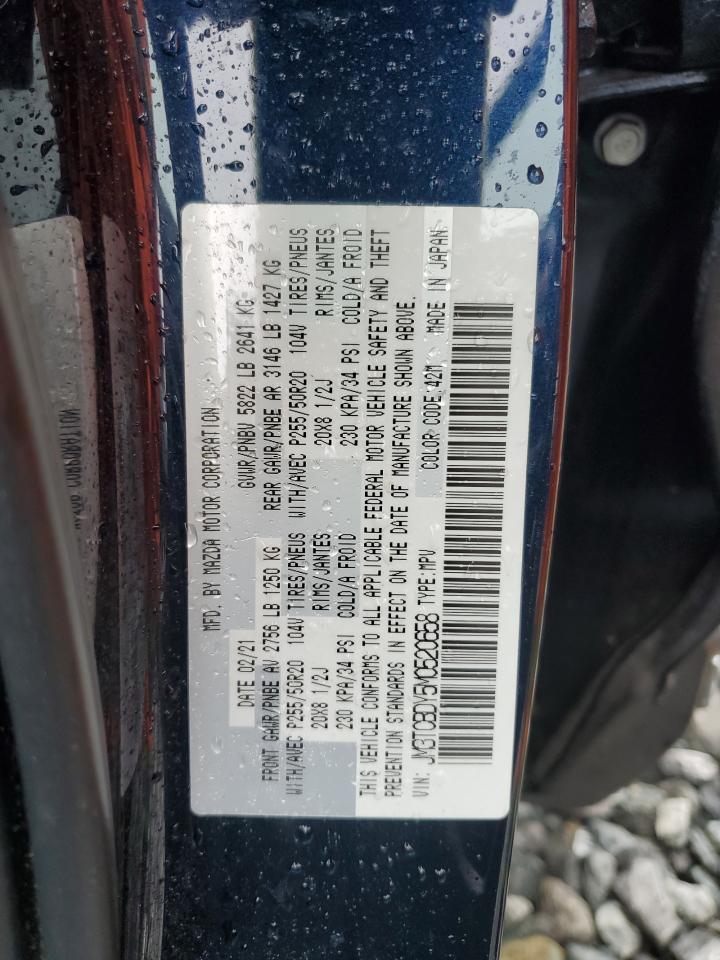 MFD. BY MAZDA MOTOR CORPORATION
DATE 02/21 GVWR/PNBV 5822 LB 2641 KG
FRONT GAWR/PNBE AV 2756 LB 1250 KG REAR GAWR/PNBE AR 3146 LB 1427 KG
WITH/AVEC P255/50R20 104V TIRES/PNEUS WITH/AVEC P255/50R20 104V TIRES/PNEUS
20X8 1/2J RIMS/JANTES 20X8 1/2J RIMS/JANTES
230 KPA/34 PSI COLD/A FROID 230 KPA/34 PSI COLD/A FROID
THIS VEHICLE CONFORMS TO ALL APPLICABLE FEDERAL MOTOR VEHICLE SAFETY AND THEFT
PREVENTION STANDARDS IN EFFECT ON THE DATE OF MANUFACTURE SHOWN ABOVE.
VIN: JM3TCBDY5M0520658 TYPE:MPV COLOR CODE:42M MADE IN JAPAN